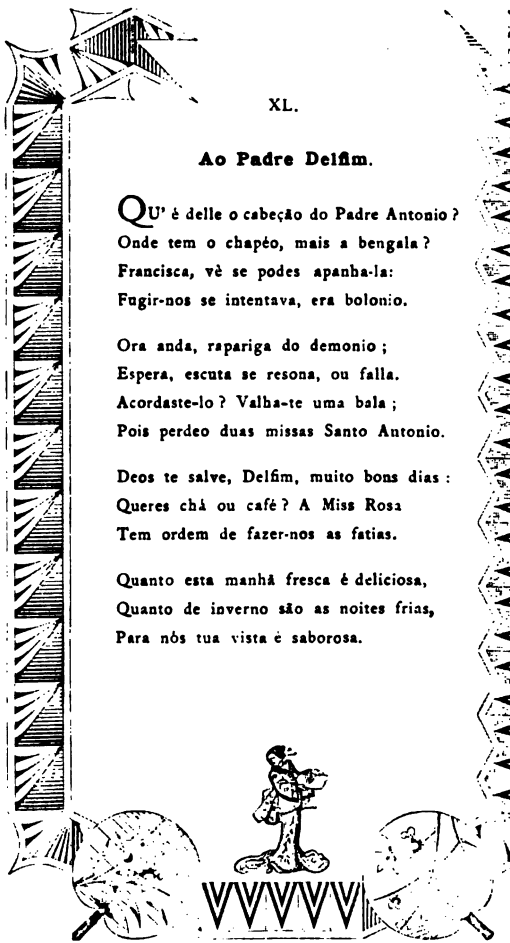 XL.
Ao Padre Delfim.
QU' é delle o cabeção do Padre Antonio ?
Onde tem o chapéo, mais a bengala ?
Francisca, vè se podes apanha-la:
Fugir-nos se intentava, era bolonio.
Ora anda, rapariga do demonio ;
Espera, escuta se resona, ou falla.
Acordaste-lo ? Valha-te uma bala ;
Pois perdeo duas missas Santo Antonio.
Deos te salve, Delfim, muito bons dias :
Queres chá ou café ? A Miss Rosa
Tem ordem de fazer-nos as fatias.
Quanto esta manhã fresca é deliciosa,
Quanto de inverno são as noites frias,
Para nós tua vista é saborosa.